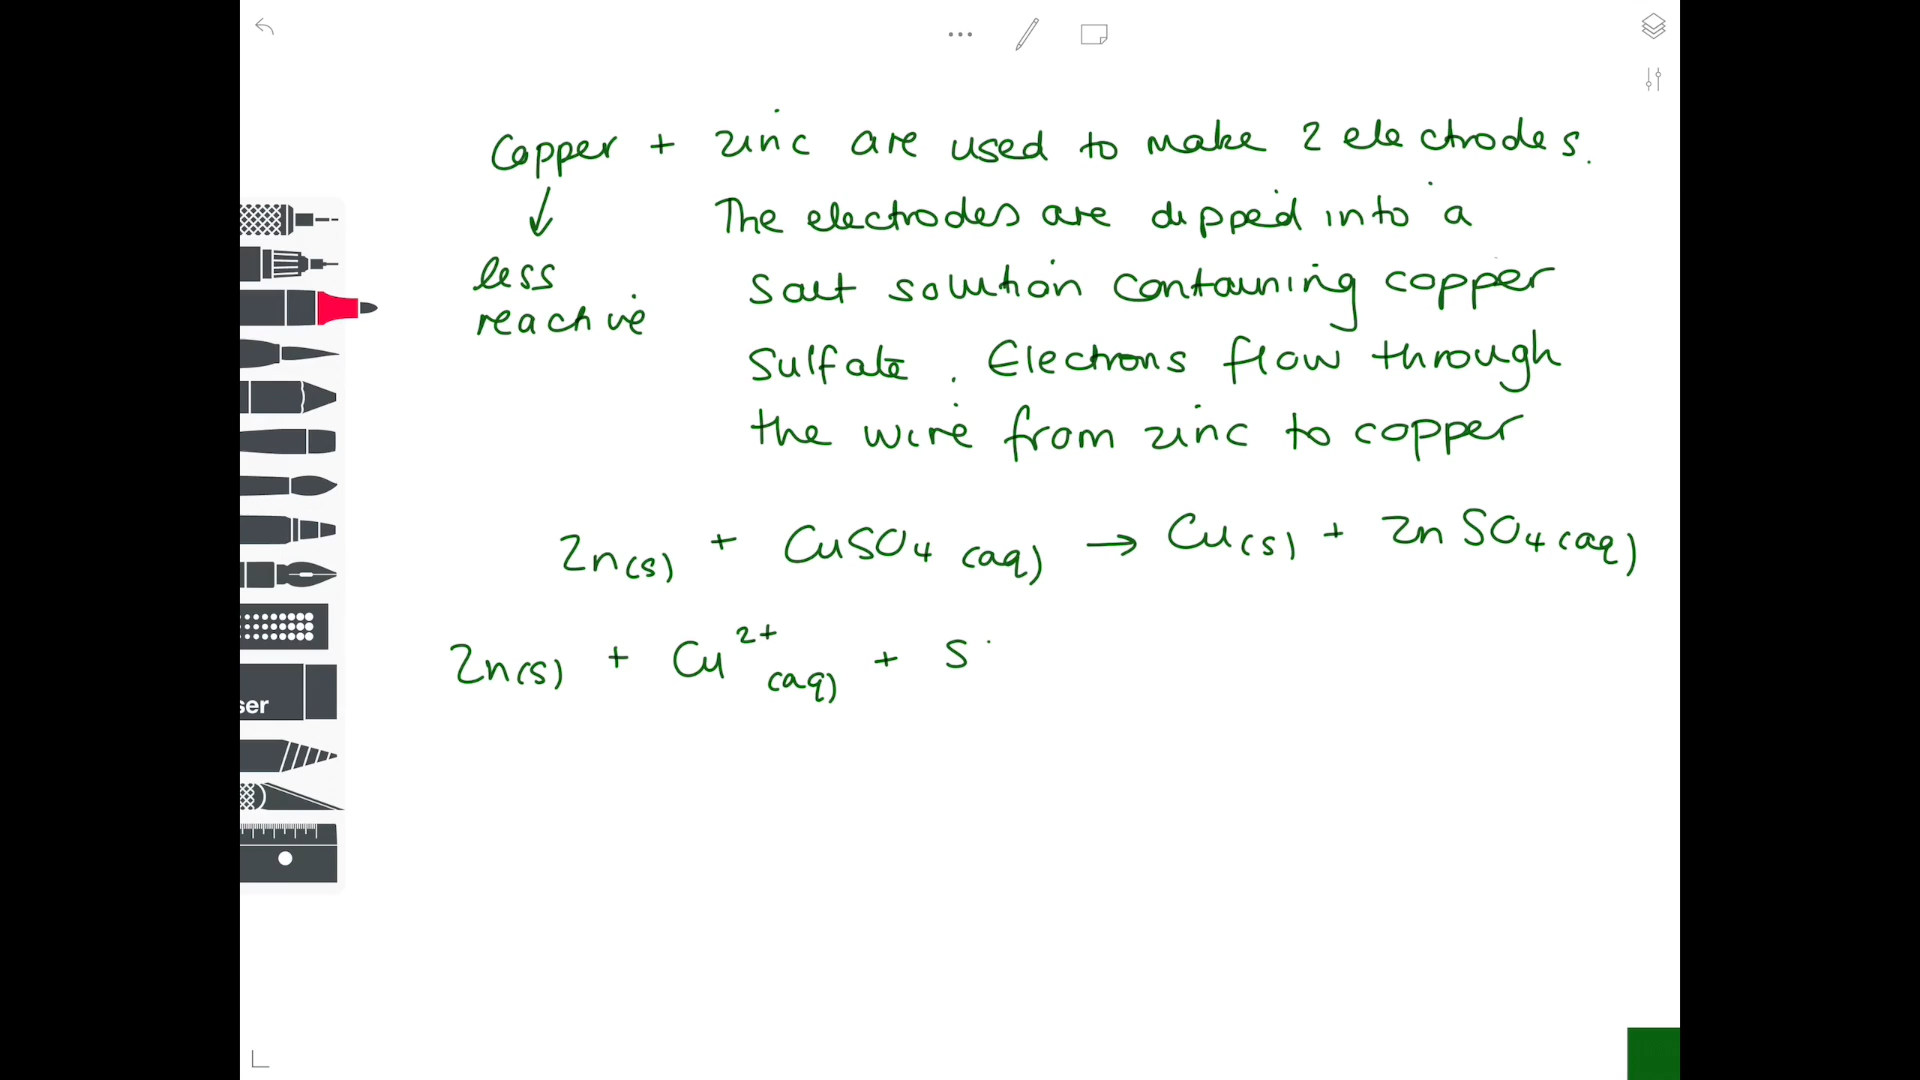 Copper + zinc are used to make 2 electrodes.
↓ The electrodes are dipped into a
less salt solution containing copper
reactive sulfate. Electrons flow through
the wire from zinc to copper
Zn(s) + CuSO₄ (aq) → Cu(s) + ZnSO₄(aq)
Zn(s) + Cu²⁺(aq) + S
ser